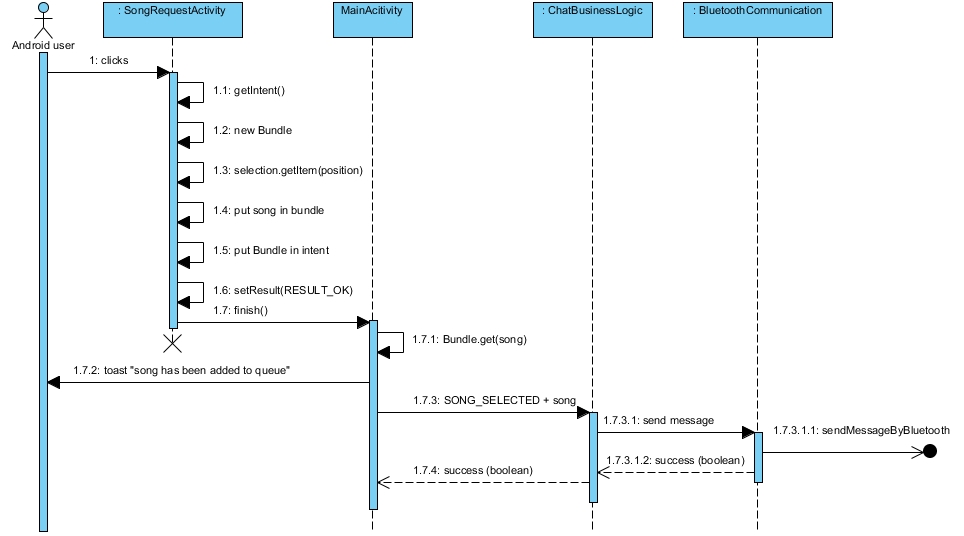 : SongRequestActivity
MainAcitivity
: ChatBusinessLogic
: BluetoothCommunication
Android user
1: clicks
1.1: getIntent()
1.2: new Bundle
1.3: selection.getItem(position)
1.4: put song in bundle
1.5: put Bundle in intent
1.6: setResult(RESULT_OK)
1.7: finish()
1.7.1: Bundle.get(song)
1.7.2: toast "song has been added to queue"
1.7.3: SONG_SELECTED + song
1.7.3.1: send message
1.7.3.1.1: sendMessageByBluetooth
1.7.3.1.2: success (boolean)
1.7.4: success (boolean)